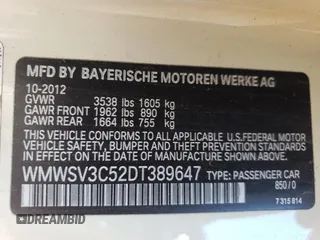 MFD BY BAYERISCHE MOTOREN WERKE AG
10-2012
GVWR 3538 lbs 1605 kg
GAWR FRONT 1962 lbs 890 kg
GAWR REAR 1664 lbs 755 kg
THIS VEHICLE CONFORMS TO ALL APPLICABLE U.S.FEDERAL MOTOR
VEHICLE SAFETY, BUMPER, AND THEFT PREVENTION STANDARDS
IN EFFECT ON THE DATE OF MANUFACTURE SHOWN ABOVE.
WMWSV3C52DT389647 TYPE: PASSENGER CAR
850/0
7 315 814
DREAMBID